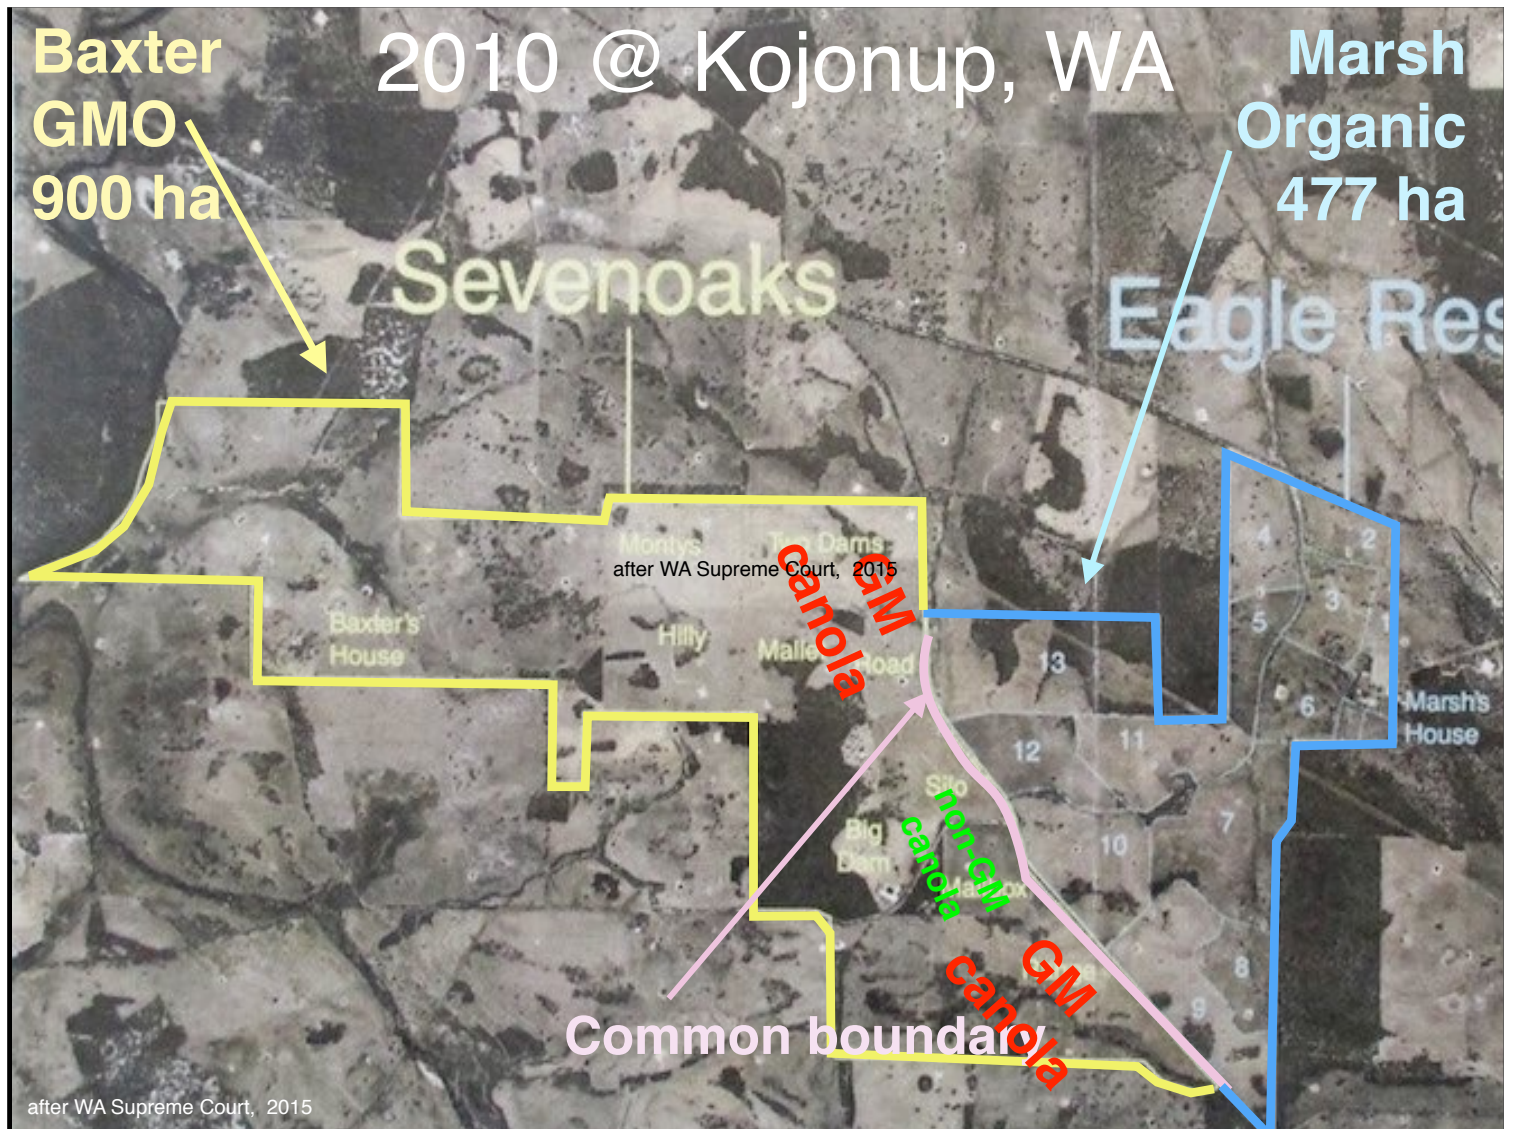 Baxter
GMO
900 ha
2010 @ Kojonup, WA
Marsh
Organic
477 ha
Sevenoaks
Eagle Res
Montys
Two Dams
after WA Supreme Court, 2015
GM
canola
Baxter's
House
Hilly
Road
4
2
3
5
1
6
13
12
11
Marsh's
House
Silo
non-GM
canola
Big
Dam
Mailbox
10
7
8
9
GM
canola
Common boundary
after WA Supreme Court, 2015